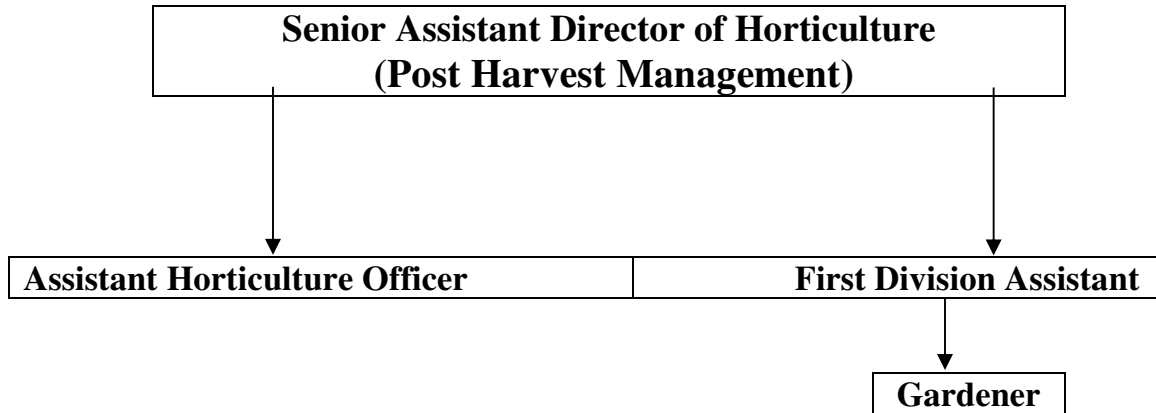 Senior Assistant Director of Horticulture
(Post Harvest Management)
Assistant Horticulture Officer
First Division Assistant
Gardener